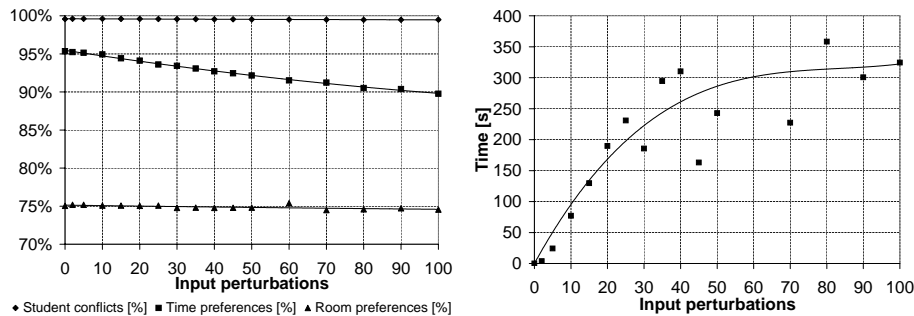 100%
95%
90%
85%
80%
75%
70%
0 10 20 30 40 50 60 70 80 90 100
Input perturbations
◆ Student conflicts [%] ■ Time preferences [%] ▲ Room preferences [%]
Time [s]
400
350
300
250
200
150
100
50
0
0 10 20 30 40 50 60 70 80 90 100
Input perturbations